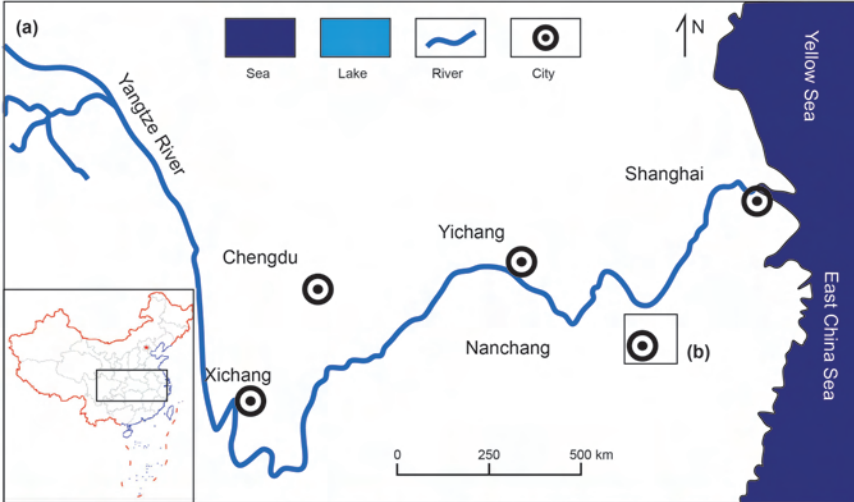 (a)
Sea
Lake
River
City
N
Yellow Sea
Yangtze River
Shanghai
Yichang
Chengdu
East China Sea
Nanchang
(b)
Xichang
0 250 500 km